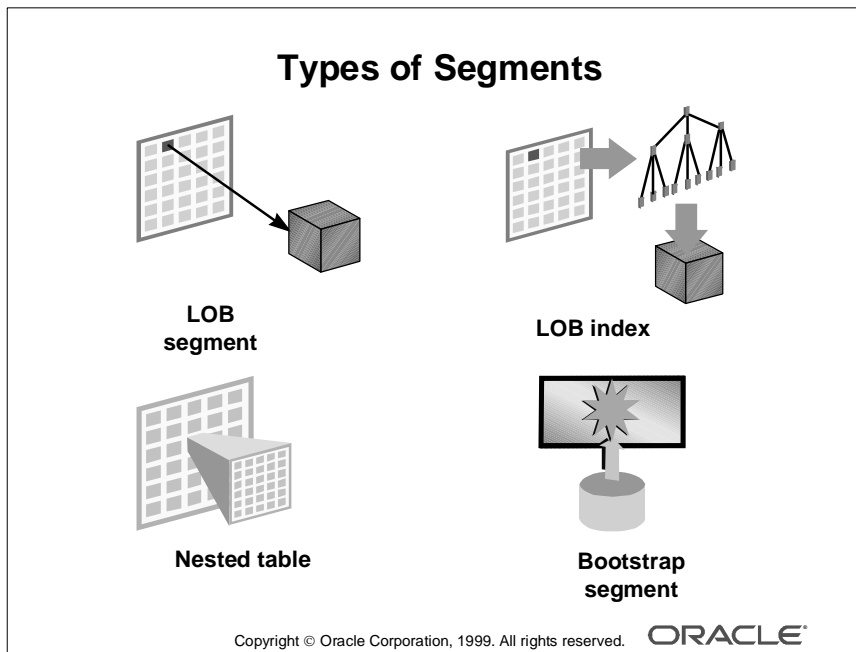 Types of Segments
LOB
segment
LOB index
Nested table
Bootstrap
segment
Copyright © Oracle Corporation, 1999. All rights reserved.
ORACLE®